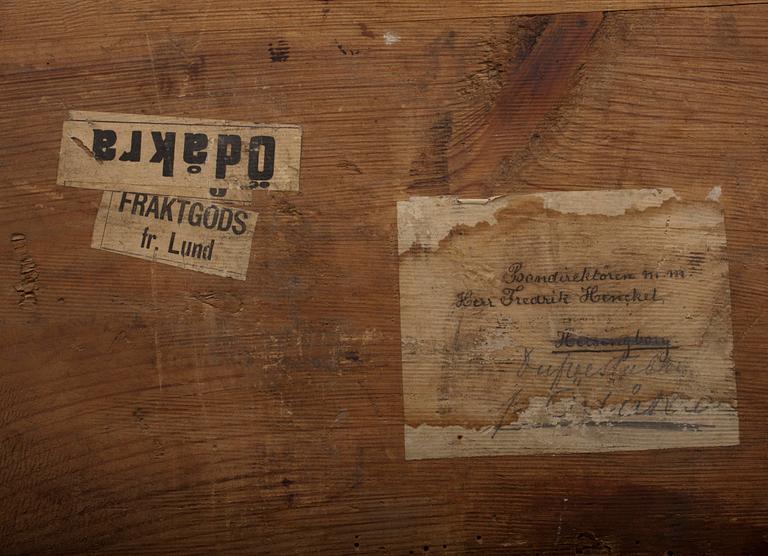 Ödåkra
FRAKTGODS
fr. Lund
Bandirektören m.m.
Herr Fredrik Henckel,
Helsingborg